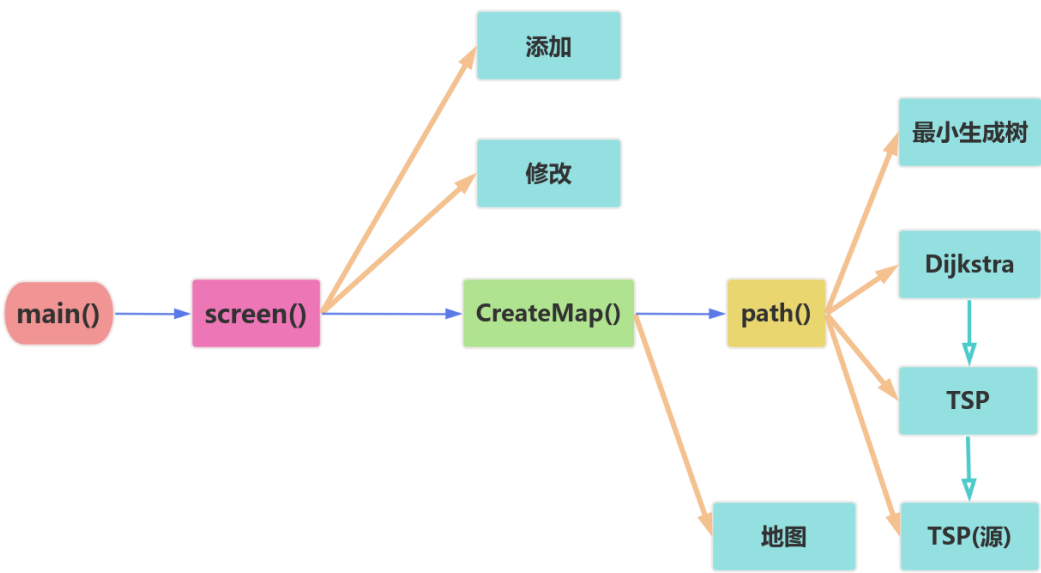 添加
修改
最小生成树
Dijkstra
main()
screen()
CreateMap()
path()
TSP
地图
TSP(源)